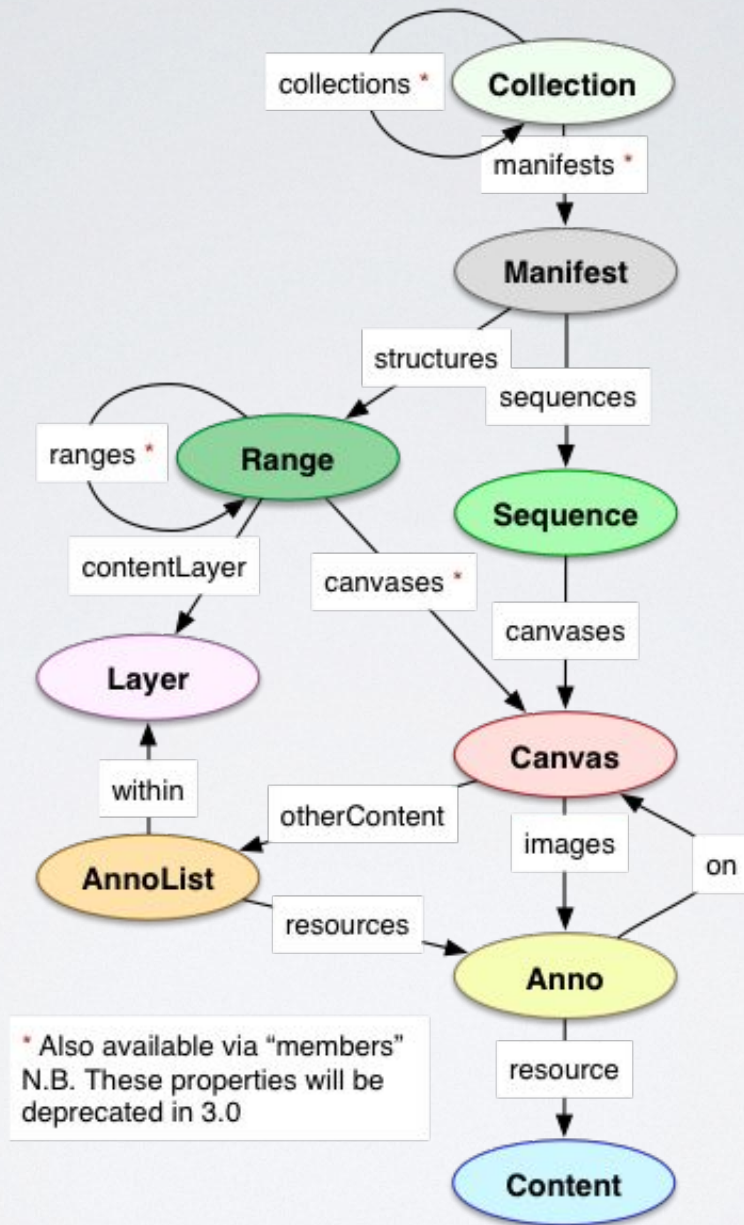 collections *
Collection
manifests *
Manifest
structures
sequences
ranges *
Range
Sequence
contentLayer
canvases *
canvases
Layer
Canvas
within
otherContent
images
on
AnnoList
resources
Anno
* Also available via “members”
N.B. These properties will be
deprecated in 3.0
resource
Content